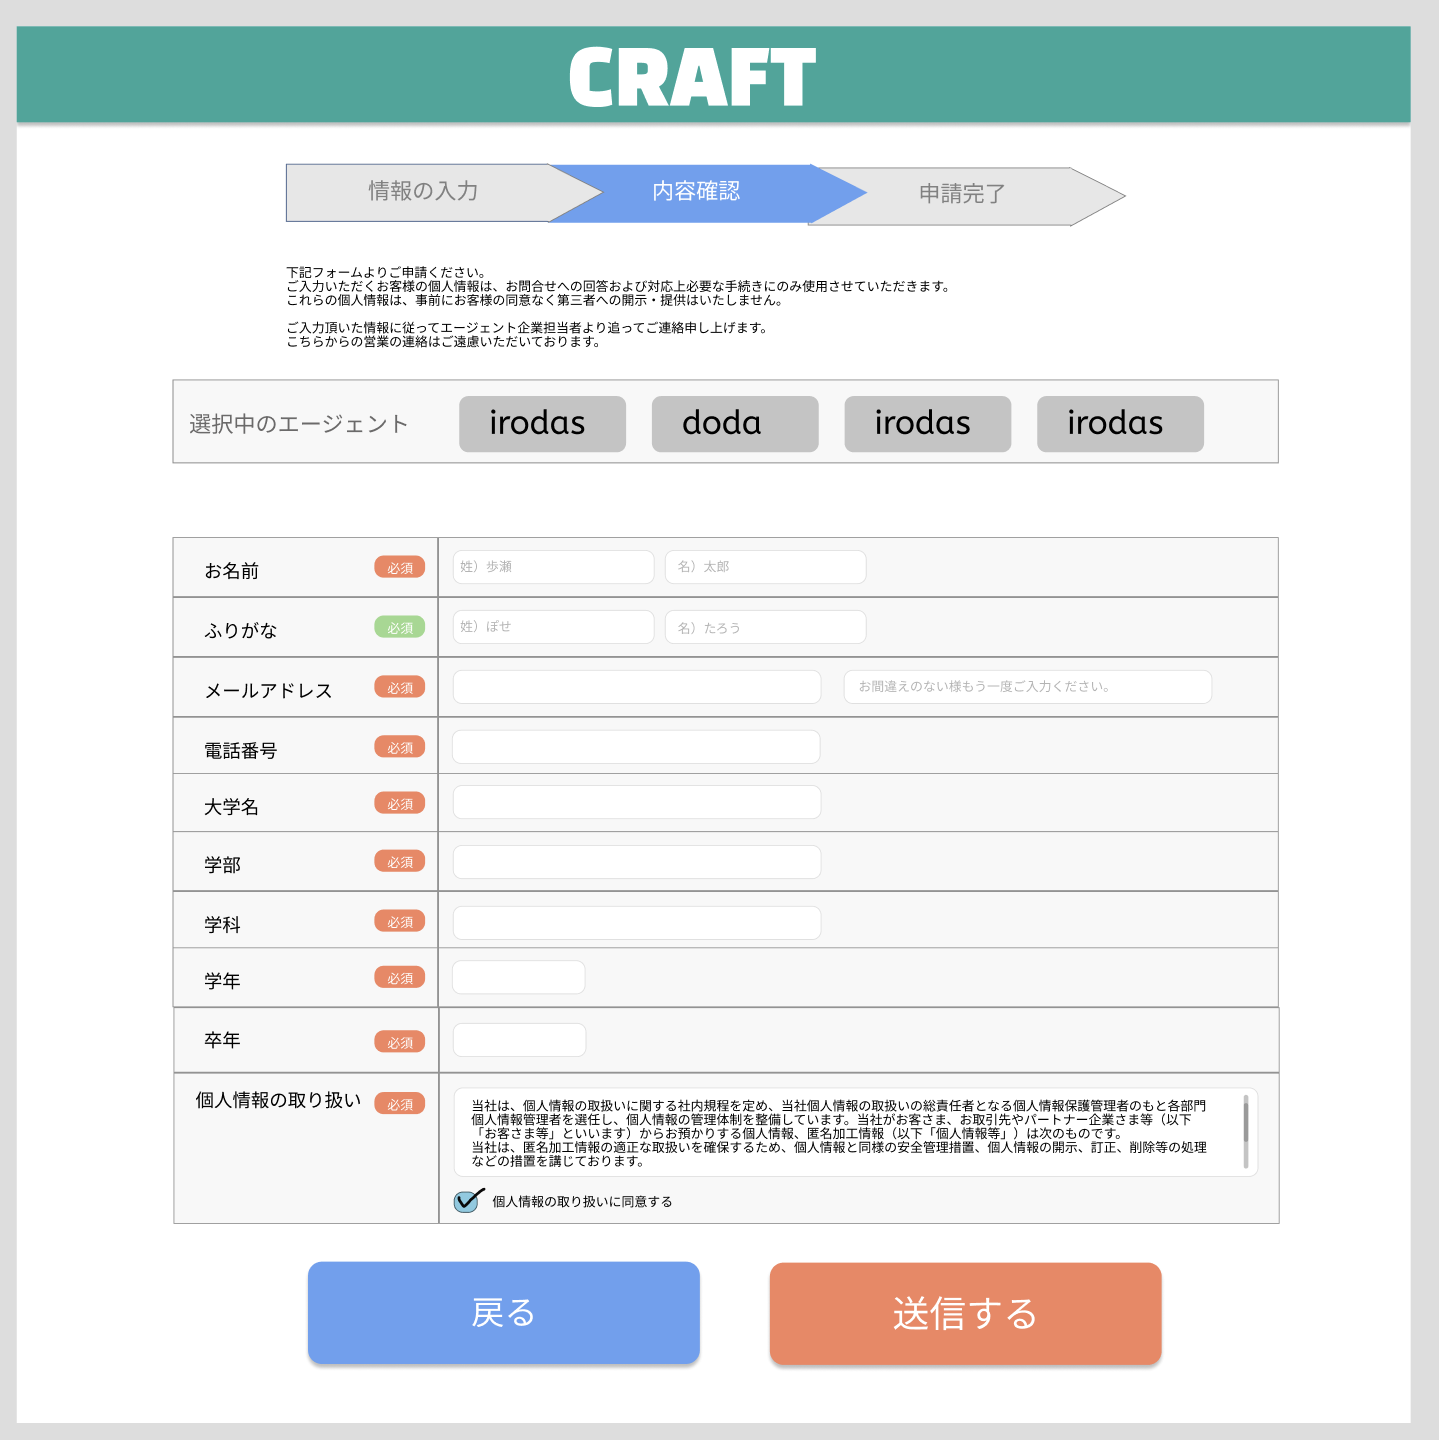 CRAFT
情報の入力
内容確認
申請完了
下記フォームよりご申請ください。
ご入力いただくお客様の個人情報は、お問合せへの回答および対応上必要な手続きにのみ使用させていただきます。
これらの個人情報は、事前にお客様の同意なく第三者への開示・提供はいたしません。
ご入力頂いた情報に従ってエージェント企業担当者より追ってご連絡申し上げます。
こちらからの営業の連絡はご遠慮いただいております。
選択中のエージェント irodas doda irodas irodas
お名前 必須 姓）歩瀬 名）太郎
ふりがな 必須 姓）ぽせ 名）たろう
メールアドレス 必須 お間違えのない様もう一度ご入力ください。
電話番号 必須
大学名 必須
学部 必須
学科 必須
学年 必須
卒年 必須
個人情報の取り扱い 必須
当社は、個人情報の取扱いに関する社内規程を定め、当社個人情報の取扱いの総責任者となる個人情報保護管理者のもと各部門
個人情報管理者を選任し、個人情報の管理体制を整備しています。当社がお客さま、お取引先やパートナー企業さま等（以下
「お客さま等」といいます）からお預かりする個人情報、匿名加工情報（以下「個人情報等」）は次のものです。
当社は、匿名加工情報の適正な取扱いを確保するため、個人情報と同様の安全管理措置、個人情報の開示、訂正、削除等の処理
などの措置を講じております。
個人情報の取り扱いに同意する
戻る
送信する